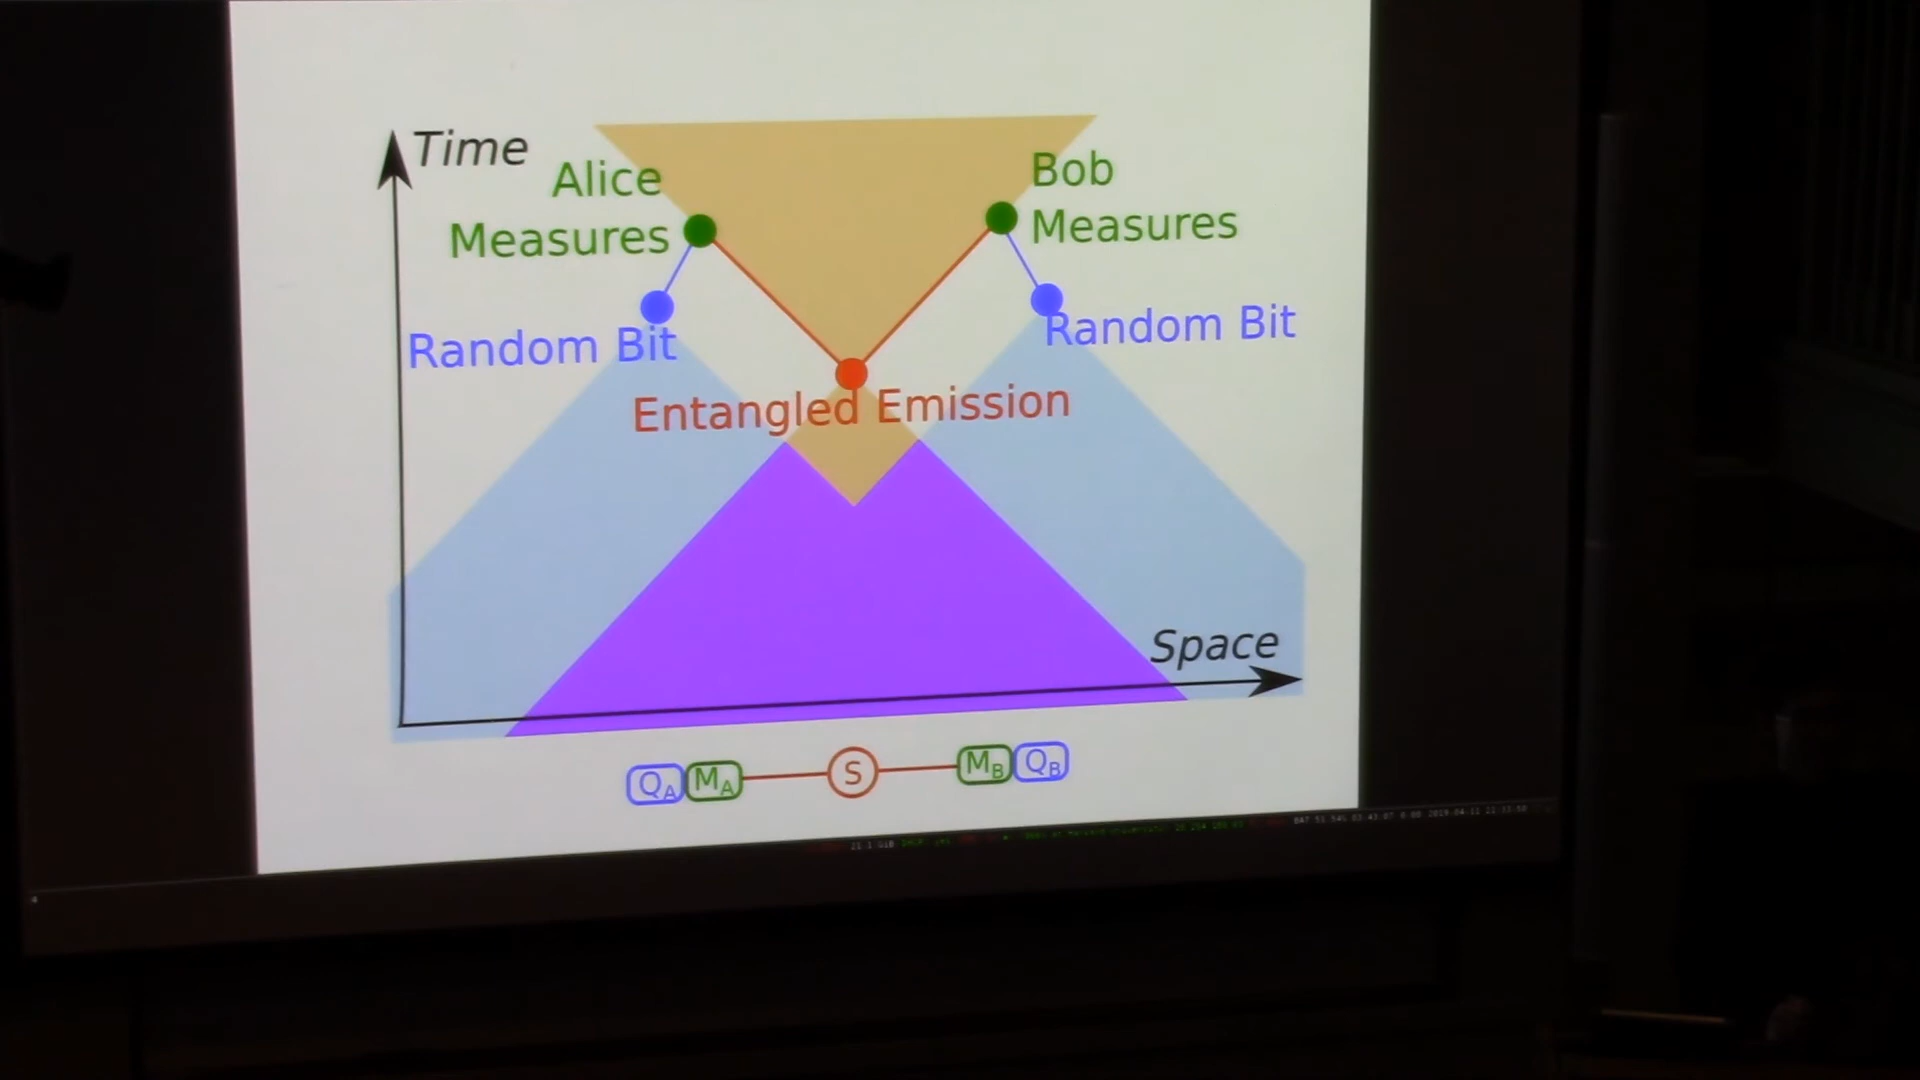 Time
Alice
Measures
Bob
Measures
Random Bit
Random Bit
Entangled Emission
Space
QA MA S MB QB